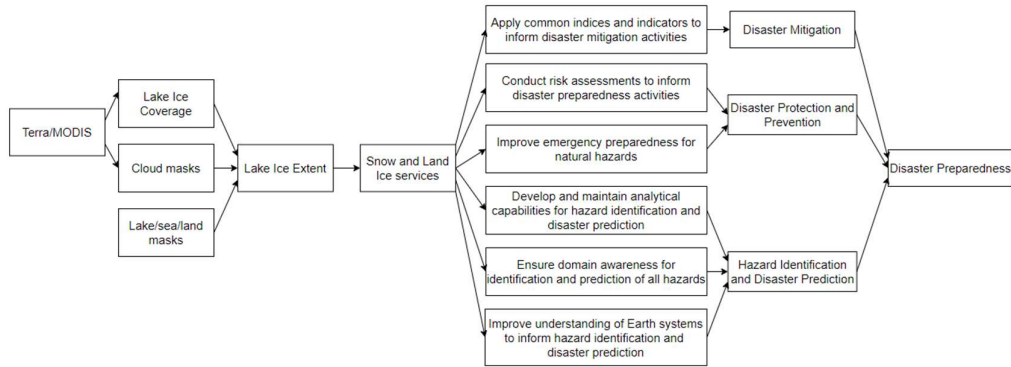 Terra/MODIS
Lake Ice
Coverage
Cloud masks
Lake/sea/land
masks
Lake Ice Extent
Snow and Land
Ice services
Apply common indices and indicators to
inform disaster mitigation activities
Conduct risk assessments to inform
disaster preparedness activities
Improve emergency preparedness for
natural hazards
Develop and maintain analytical
capabilities for hazard identification and
disaster prediction
Ensure domain awareness for
identification and prediction of all hazards
Improve understanding of Earth systems
to inform hazard identification and
disaster prediction
Disaster Mitigation
Disaster Protection and
Prevention
Hazard Identification
and Disaster Prediction
Disaster Preparedness